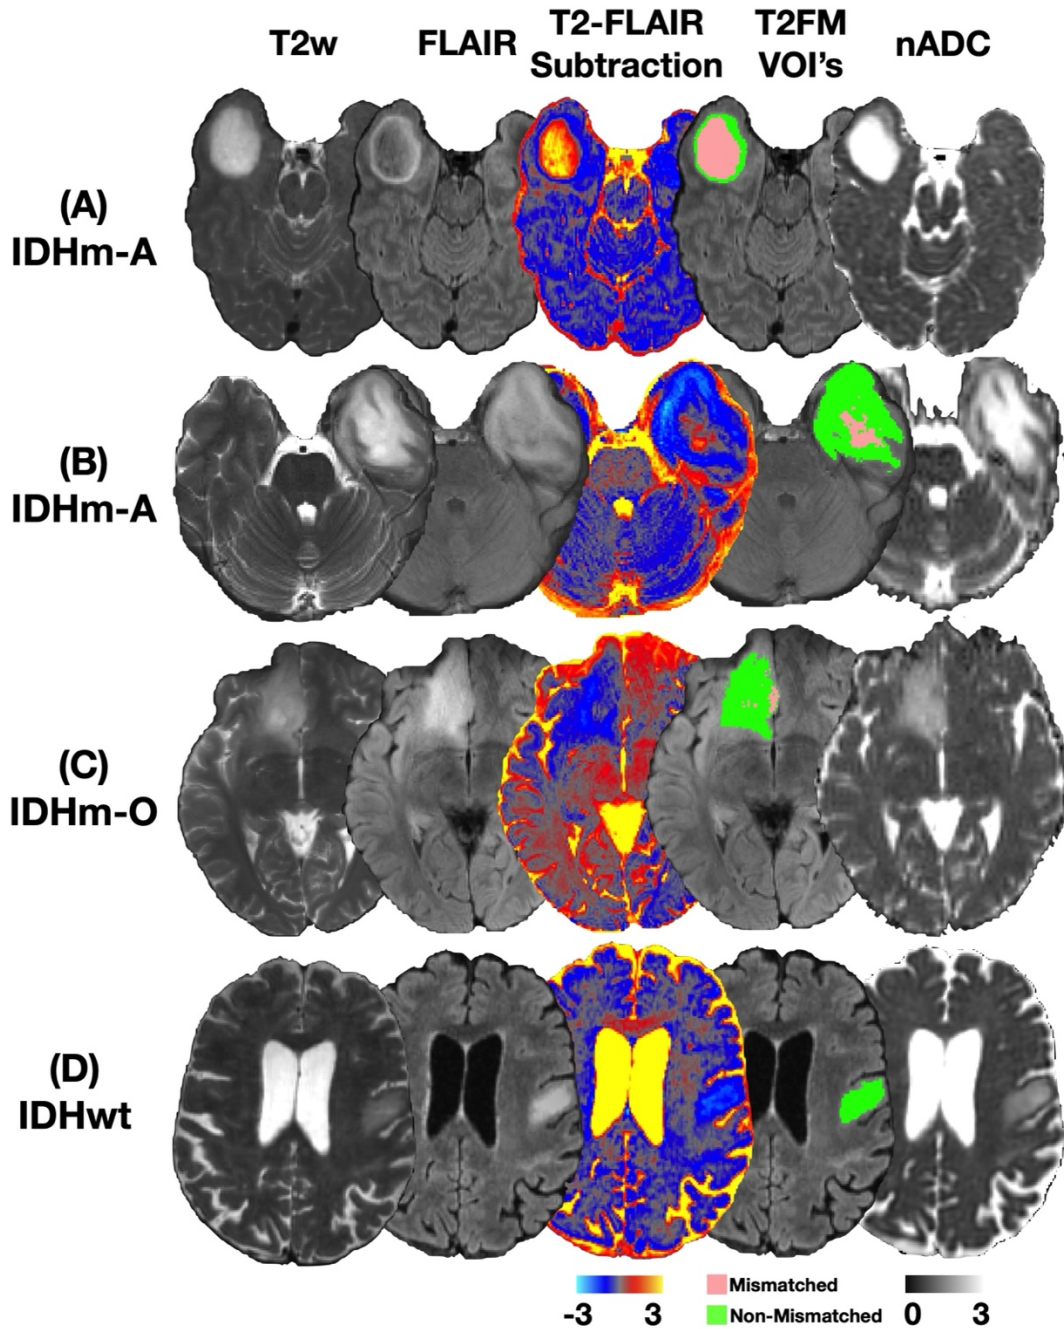 T2w
FLAIR
T2-FLAIR
Subtraction
T2FM
VOI's
nADC
(A)
IDHm-A
(B)
IDHm-A
(C)
IDHm-O
(D)
IDHwt
-3 3
Mismatched
Non-Mismatched
0 3